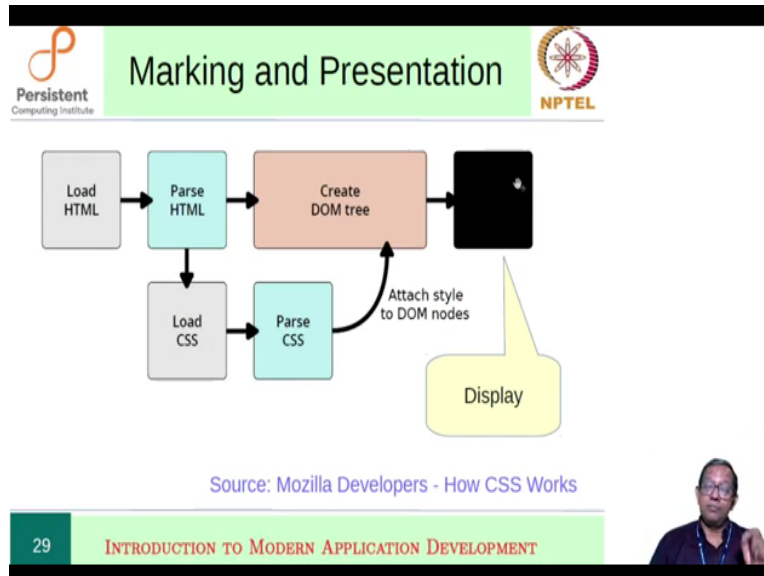 Persistent
Computing Institute
Marking and Presentation
NPTEL
Load
HTML
Parse
HTML
Create
DOM tree
Load
CSS
Parse
CSS
Attach style
to DOM nodes
Display
Source: Mozilla Developers - How CSS Works
29
INTRODUCTION TO MODERN APPLICATION DEVELOPMENT